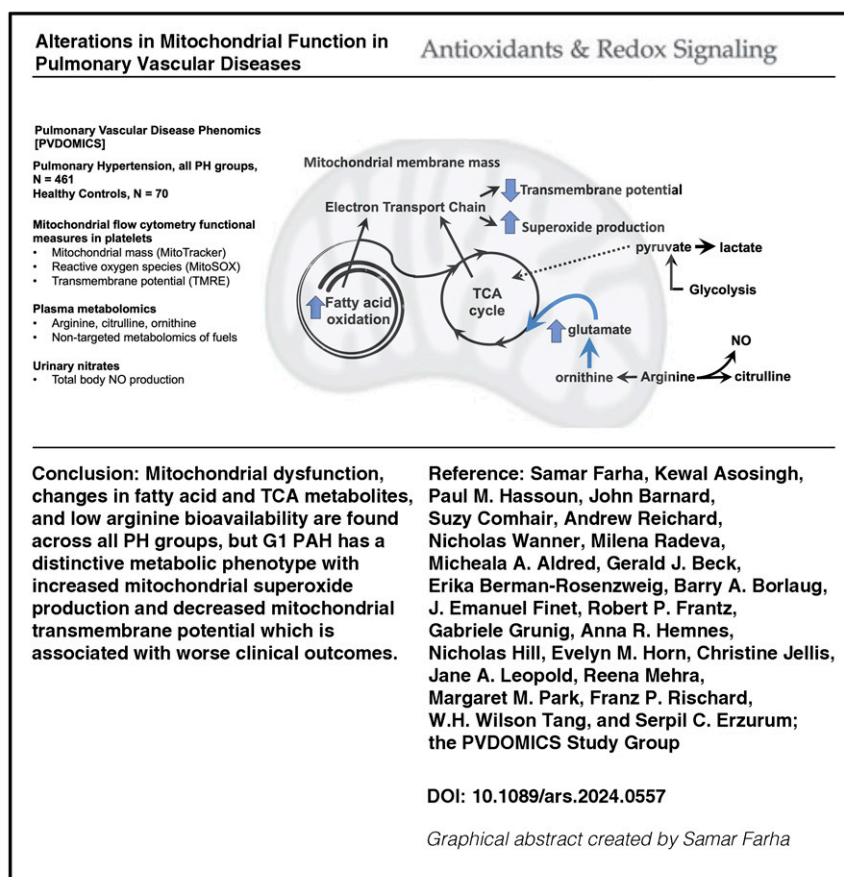 Alterations in Mitochondrial Function in
Pulmonary Vascular Diseases
Antioxidants & Redox Signaling
Pulmonary Vascular Disease Phenomics
[PVDOMICS]
Pulmonary Hypertension, all PH groups,
N = 461
Healthy Controls, N = 70
Mitochondrial flow cytometry functional
measures in platelets
• Mitochondrial mass (MitoTracker)
• Reactive oxygen species (MitoSOX)
• Transmembrane potential (TMRE)
Plasma metabolomics
• Arginine, citrulline, ornithine
• Non-targeted metabolomics of fuels
Urinary nitrates
• Total body NO production
Mitochondrial membrane mass
Transmembrane potential
Electron Transport Chain
Superoxide production
pyruvate
lactate
Glycolysis
Fatty acid
oxidation
TCA
cycle
glutamate
NO
ornithine
Arginine
citrulline
Conclusion: Mitochondrial dysfunction,
changes in fatty acid and TCA metabolites,
and low arginine bioavailability are found
across all PH groups, but G1 PAH has a
distinctive metabolic phenotype with
increased mitochondrial superoxide
production and decreased mitochondrial
transmembrane potential which is
associated with worse clinical outcomes.
Reference: Samar Farha, Kewal Asosingh,
Paul M. Hassoun, John Barnard,
Suzy Comhair, Andrew Reichard,
Nicholas Wanner, Milena Radeva,
Micheala A. Aldred, Gerald J. Beck,
Erika Berman-Rosenzweig, Barry A. Borlaug,
J. Emanuel Finet, Robert P. Frantz,
Gabriele Grunig, Anna R. Hemnes,
Nicholas Hill, Evelyn M. Horn, Christine Jellis,
Jane A. Leopold, Reena Mehra,
Margaret M. Park, Franz P. Rischard,
W.H. Wilson Tang, and Serpil C. Erzurum;
the PVDOMICS Study Group
DOI: 10.1089/ars.2024.0557
Graphical abstract created by Samar Farha